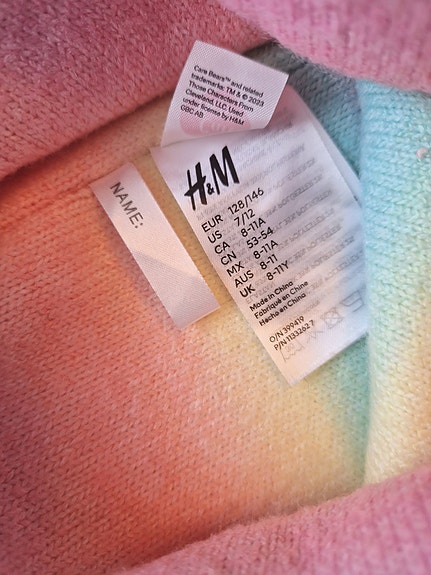 Care Bears™ and related
trademarks: TM & © 2023
Those Characters From
Cleveland, LLC. Used
under license by H&M
GBC AB
H&M
NAME:
EUR 128/146
US 7/12
CA 8-11A
CN 53-54
MX 8-11A
AUS 8-11
UK 8-11Y
Made in China
Fabriqué en Chine
Hecho en China
O/N 399419
P/N 11332627